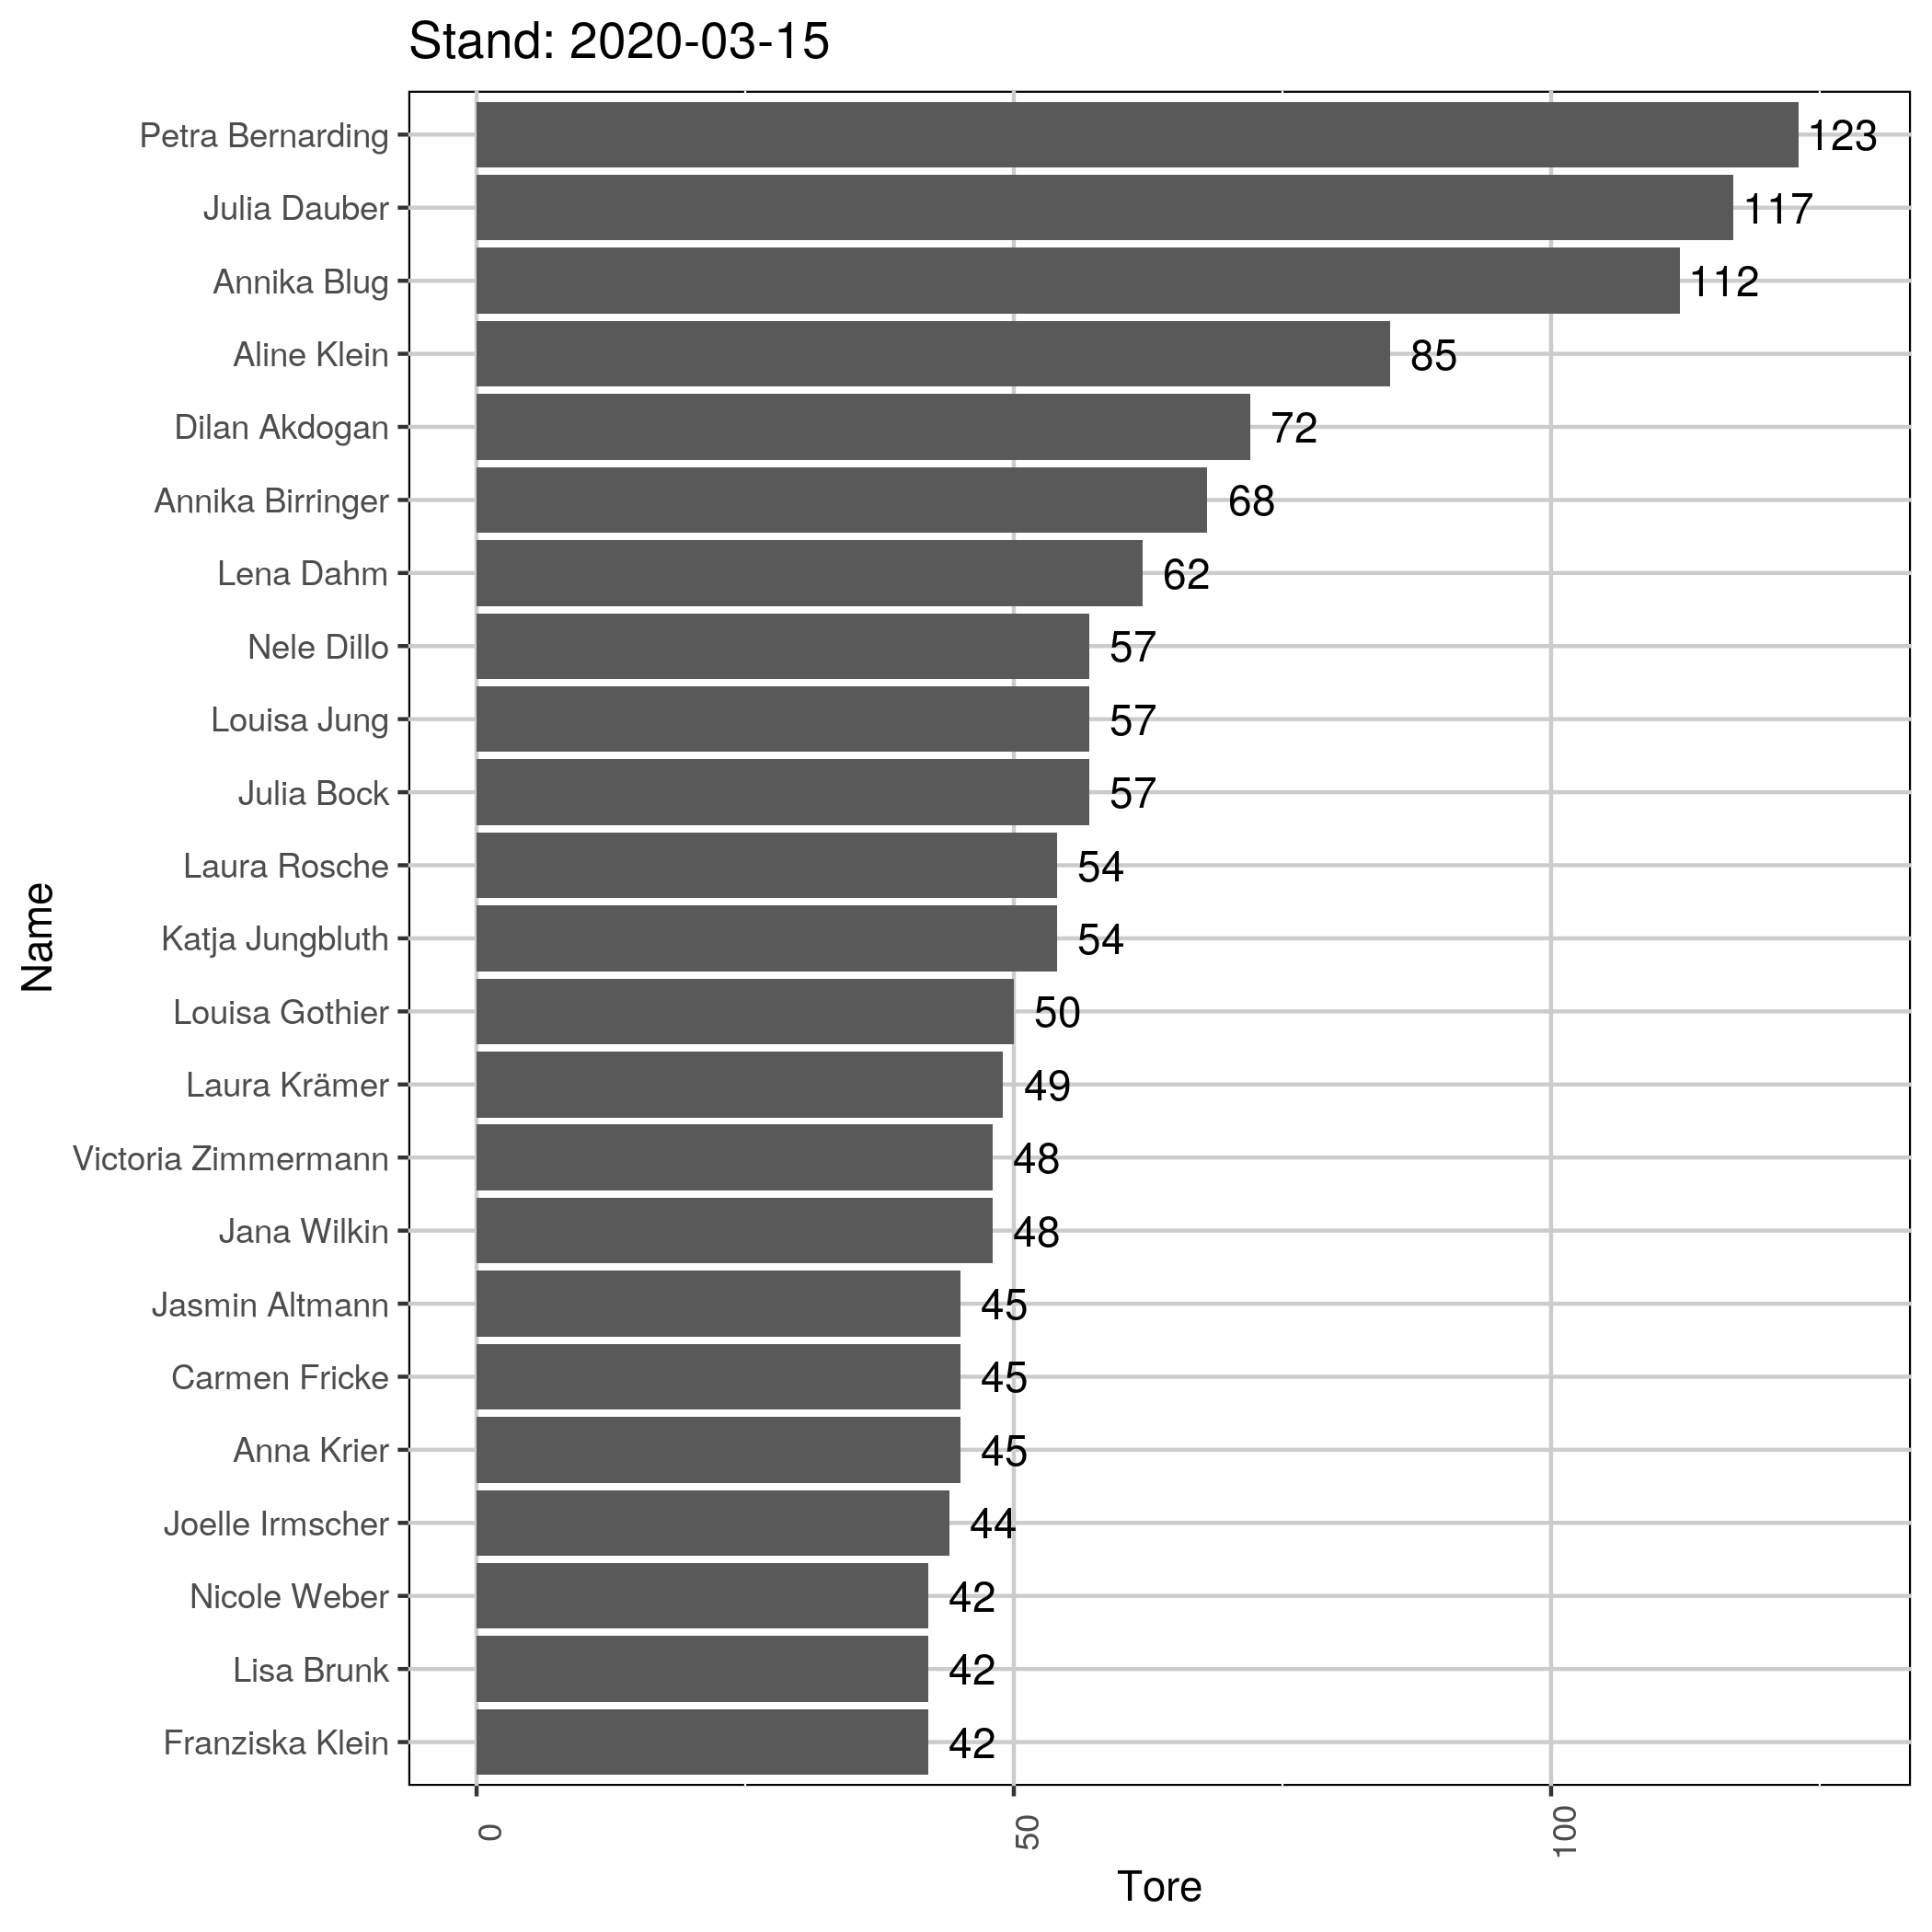 Stand: 2020-03-15
Name
Petra Bernarding 123
Julia Dauber 117
Annika Blug 112
Aline Klein 85
Dilan Akdogan 72
Annika Birringer 68
Lena Dahm 62
Nele Dillo 57
Louisa Jung 57
Julia Bock 57
Laura Rosche 54
Katja Jungbluth 54
Louisa Gothier 50
Laura Krämer 49
Victoria Zimmermann 48
Jana Wilkin 48
Jasmin Altmann 45
Carmen Fricke 45
Anna Krier 45
Joelle Irmscher 44
Nicole Weber 42
Lisa Brunk 42
Franziska Klein 42
0 50 100
Tore